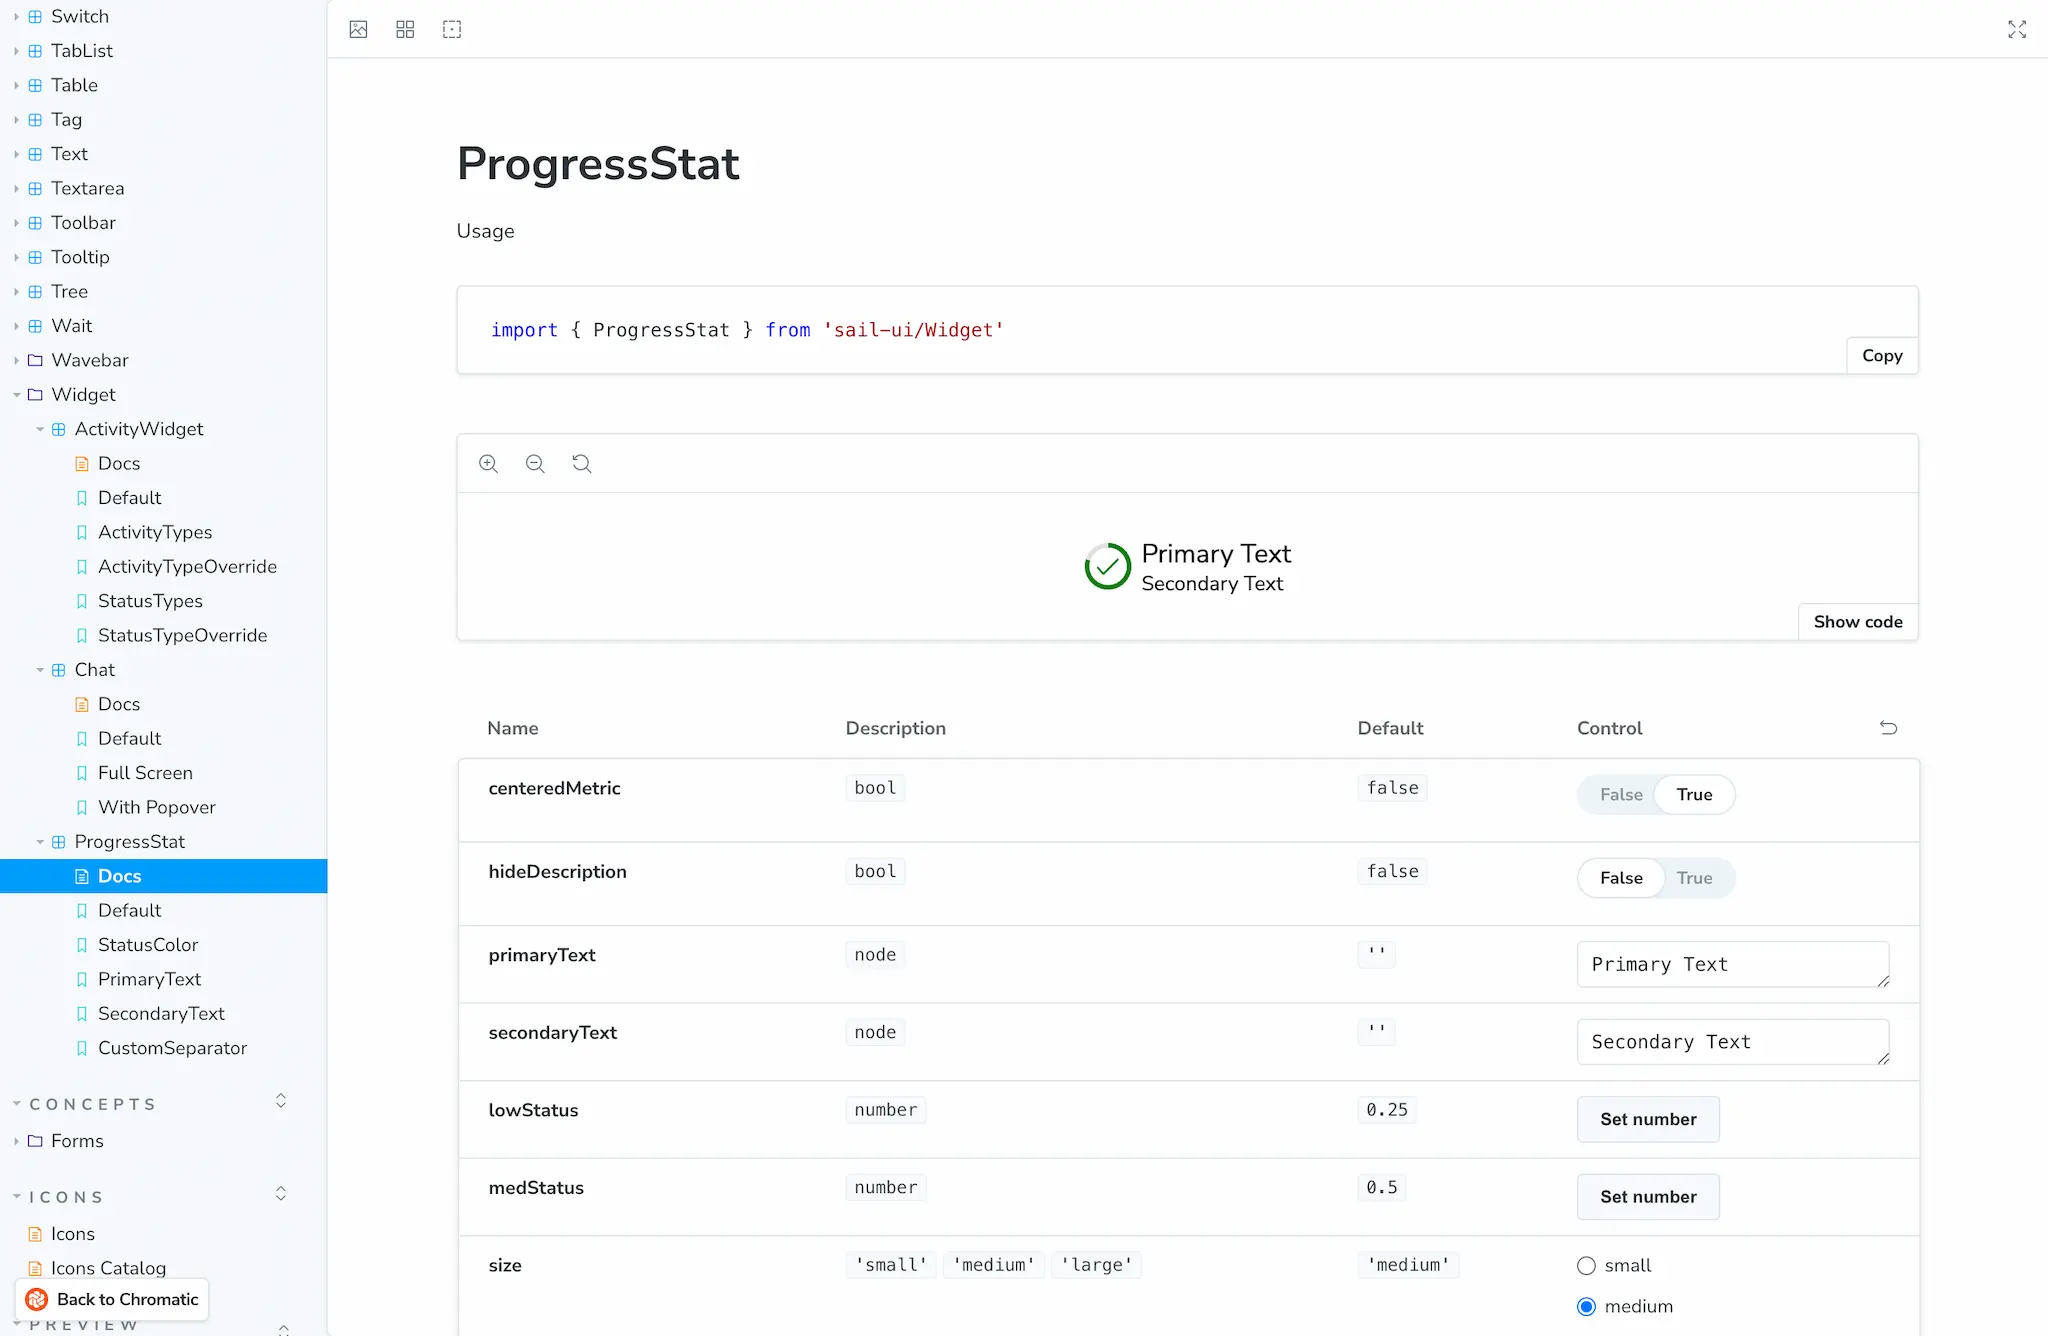 Switch
TabList
Table
Tag
Text
Textarea
Toolbar
Tooltip
Tree
Wait
Wavebar
Widget
ActivityWidget
Docs
Default
ActivityTypes
ActivityTypeOverride
StatusTypes
StatusTypeOverride
Chat
Docs
Default
Full Screen
With Popover
ProgressStat
Docs
Default
StatusColor
PrimaryText
SecondaryText
CustomSeparator
CONCEPTS
Forms
ICONS
Icons
Icons Catalog
Back to Chromatic
PREVIEW
ProgressStat
Usage
import { ProgressStat } from 'sail-ui/Widget'
Copy
Primary Text
Secondary Text
Show code
Name Description Default Control
centeredMetric bool false False True
hideDescription bool false False True
primaryText node '' Primary Text
secondaryText node '' Secondary Text
lowStatus number 0.25 Set number
medStatus number 0.5 Set number
size 'small' 'medium' 'large' 'medium' small
medium